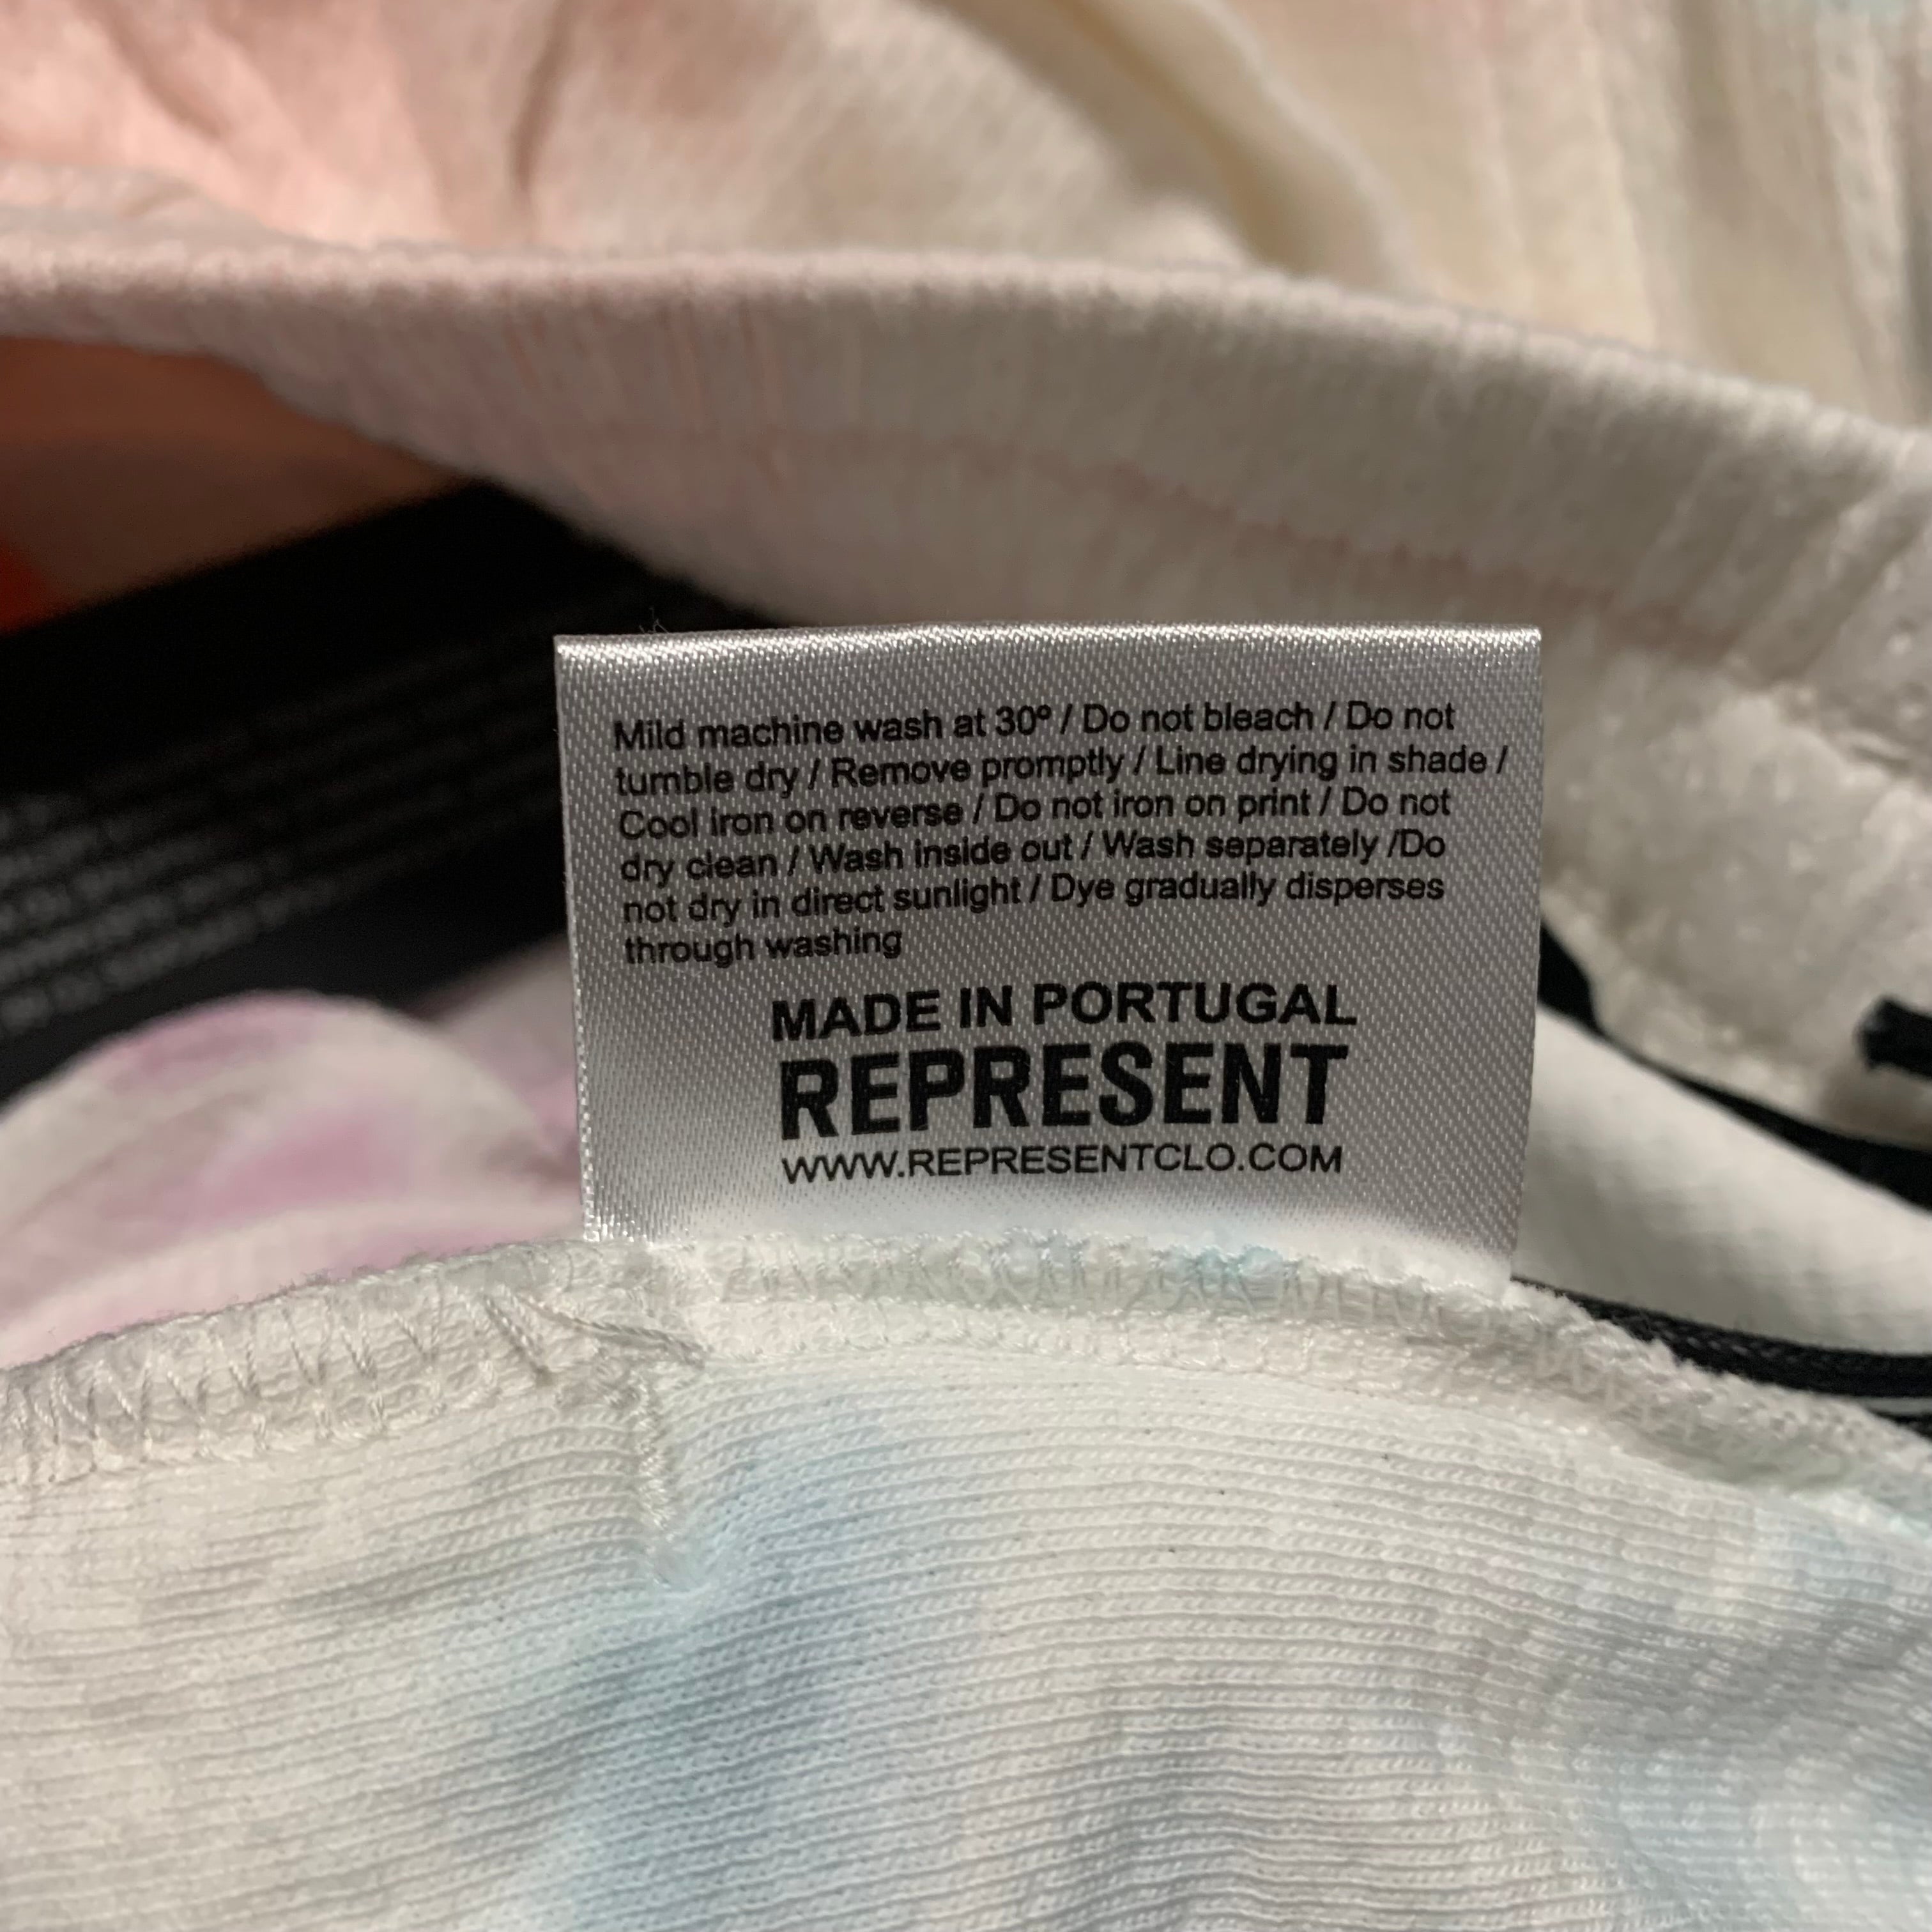 Mild machine wash at 30º / Do not bleach / Do not
tumble dry / Remove promptly / Line drying in shade /
Cool iron on reverse / Do not iron on print / Do not
dry clean / Wash inside out / Wash separately /Do
not dry in direct sunlight / Dye gradually disperses
through washing
MADE IN PORTUGAL
REPRESENT
WWW.REPRESENTCLO.COM